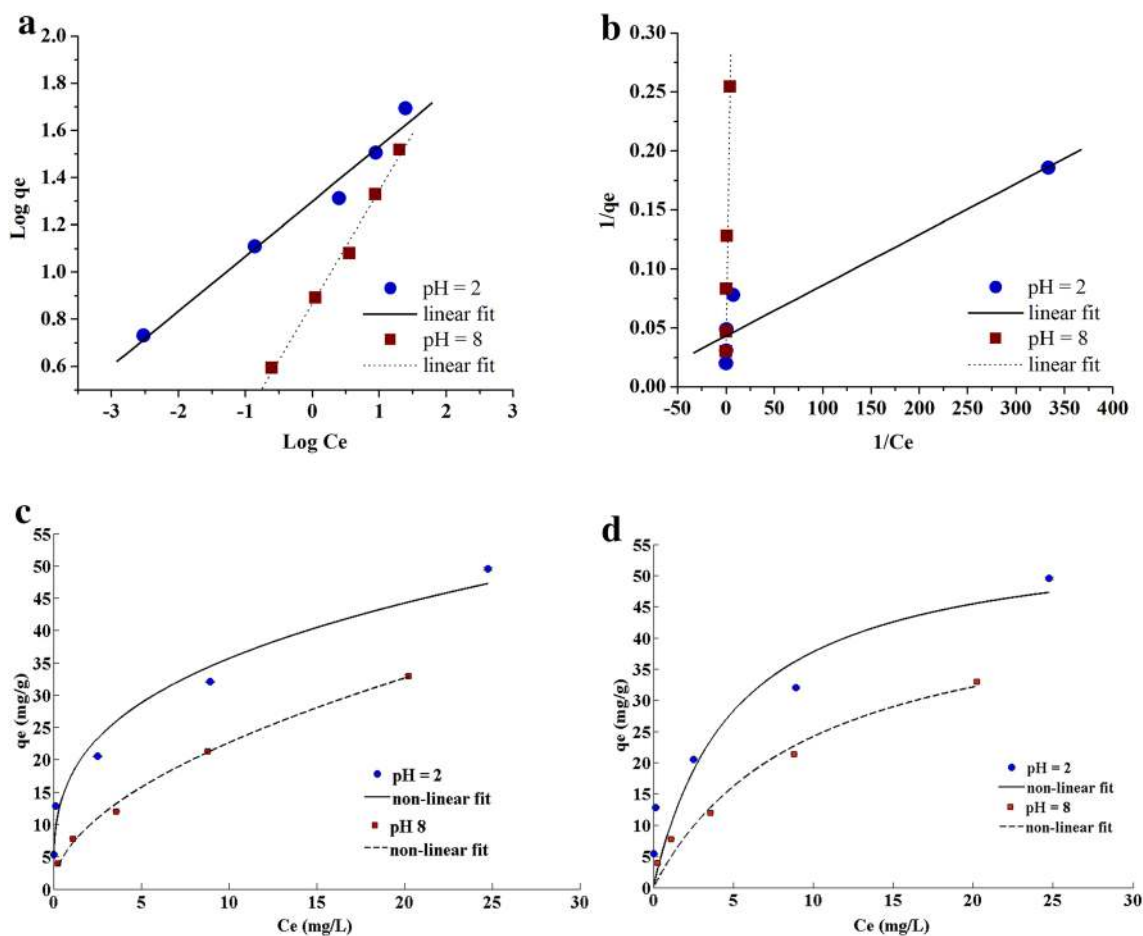 a
2.0
1.8
1.6
1.4
1.2
1.0
0.8
0.6
Log qe
-3 -2 -1 0 1 2 3
Log Ce
pH = 2
linear fit
pH = 8
linear fit
b
0.30
0.25
0.20
0.15
0.10
0.05
0.00
1/qe
-50 0 50 100 150 200 250 300 350 400
1/Ce
pH = 2
linear fit
pH = 8
linear fit
c
55
50
45
40
35
30
25
20
15
10
5
0
qe (mg/g)
0 5 10 15 20 25 30
Ce (mg/L)
pH = 2
non-linear fit
pH 8
non-linear fit
d
55
50
45
40
35
30
25
20
15
10
5
0
qe (mg/g)
0 5 10 15 20 25 30
Ce (mg/L)
pH = 2
non-linear fit
pH = 8
non-linear fit